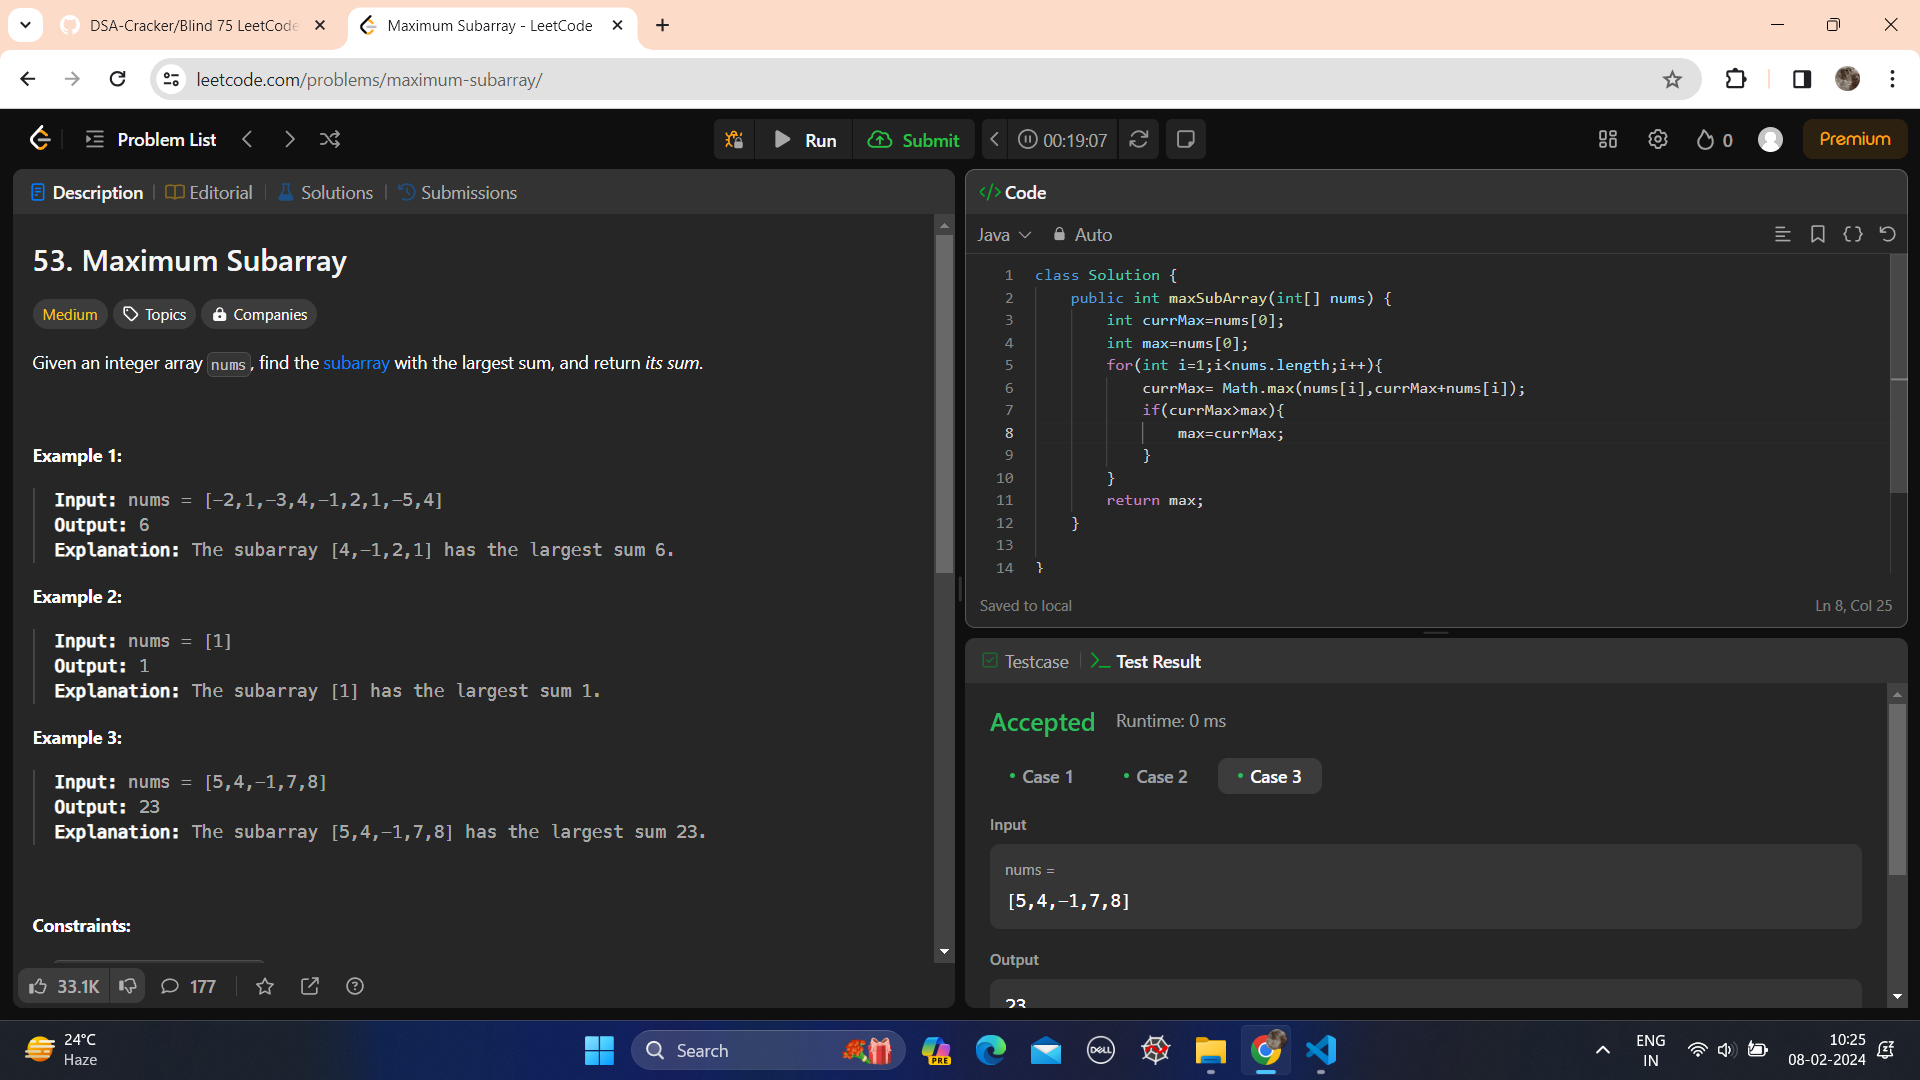 DSA-Cracker/Blind 75 LeetCode
Maximum Subarray - LeetCode
leetcode.com/problems/maximum-subarray/
Problem List
Run
Submit
00:19:07
0
Premium
Description
Editorial
Solutions
Submissions
53. Maximum Subarray
Medium
Topics
Companies
Given an integer array nums, find the subarray with the largest sum, and return its sum.
Example 1:
Input: nums = [-2,1,-3,4,-1,2,1,-5,4]
Output: 6
Explanation: The subarray [4,-1,2,1] has the largest sum 6.
Example 2:
Input: nums = [1]
Output: 1
Explanation: The subarray [1] has the largest sum 1.
Example 3:
Input: nums = [5,4,-1,7,8]
Output: 23
Explanation: The subarray [5,4,-1,7,8] has the largest sum 23.
Constraints:
33.1K
177
</> Code
Java
Auto
1 class Solution {
2 public int maxSubArray(int[] nums) {
3 int currMax=nums[0];
4 int max=nums[0];
5 for(int i=1;i<nums.length;i++){
6 currMax= Math.max(nums[i],currMax+nums[i]);
7 if(currMax>max){
8 max=currMax;
9 }
10 }
11 return max;
12 }
13
14 }
Saved to local
Ln 8, Col 25
Testcase
Test Result
Accepted
Runtime: 0 ms
Case 1
Case 2
Case 3
Input
nums =
[5,4,-1,7,8]
Output
23
24°C
Haze
Search
PRE
DELL
ENG
IN
10:25
08-02-2024